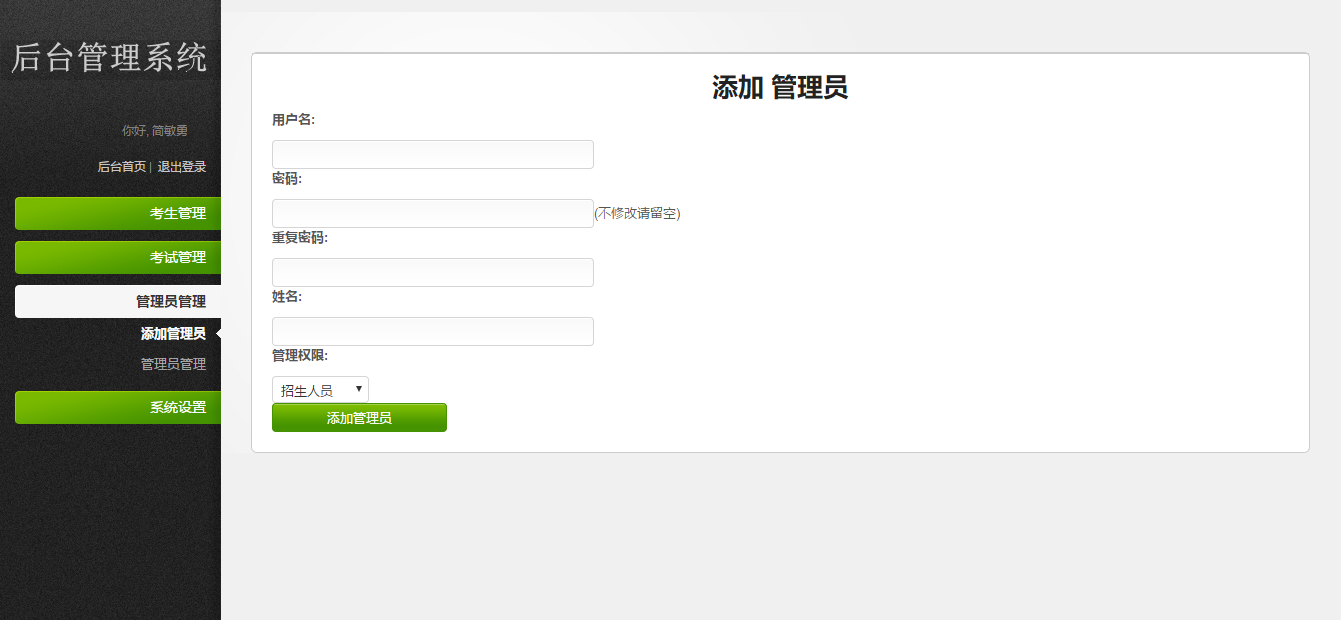 后台管理系统
你好, 简敏勇
后台首页 | 退出登录
考生管理
考试管理
管理员管理
添加管理员
管理员管理
系统设置
添加 管理员
用户名:
密码:
(不修改请留空)
重复密码:
姓名:
管理权限:
招生人员
添加管理员